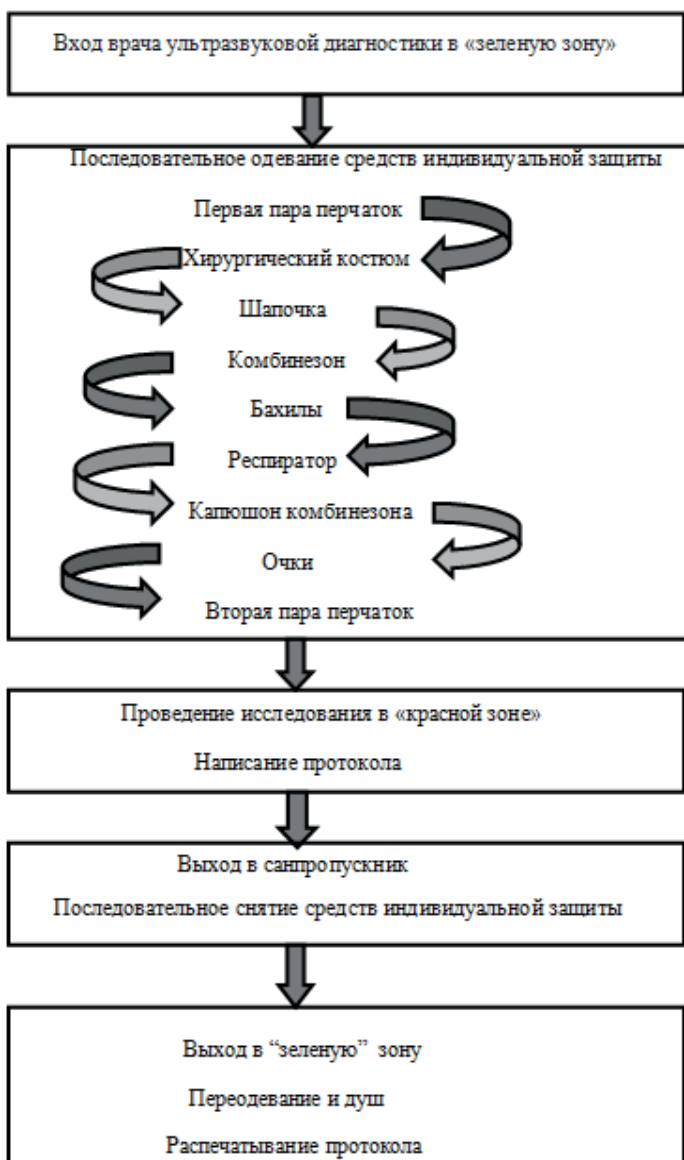 Вход врача ультразвуковой диагностики в «зеленую зону»
Последовательное одевание средств индивидуальной защиты
Первая пара перчаток
Хирургический костюм
Шапочка
Комбинезон
Бахилы
Респиратор
Капюшон комбинезона
Очки
Вторая пара перчаток
Проведение исследования в «красной зоне»
Написание протокола
Выход в санпропускник
Последовательное снятие средств индивидуальной защиты
Выход в “зеленую” зону
Переодевание и душ
Распечатывание протокола